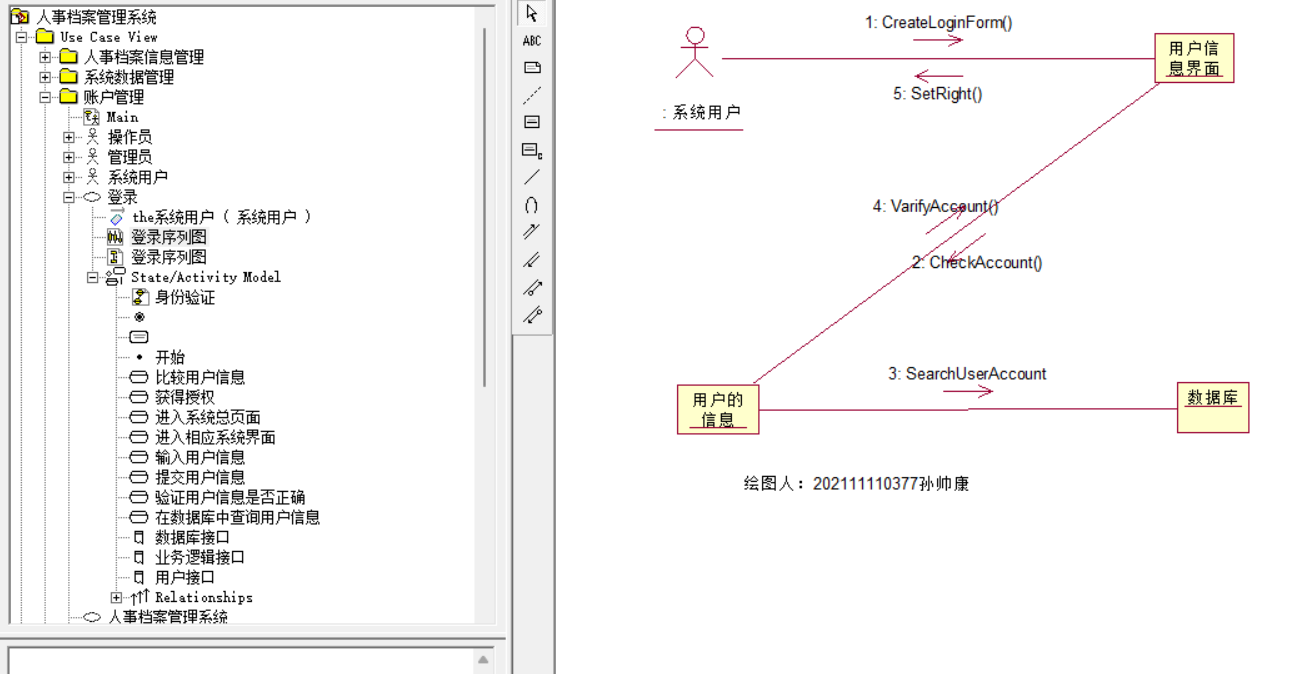 人事档案管理系统
Use Case View
人事档案信息管理
系统数据管理
账户管理
Main
操作员
管理员
系统用户
登录
the系统用户 ( 系统用户 )
登录序列图
登录序列图
State/Activity Model
身份验证
开始
比较用户信息
获得授权
进入系统总页面
进入相应系统界面
输入用户信息
提交用户信息
验证用户信息是否正确
在数据库中查询用户信息
数据库接口
业务逻辑接口
用户接口
Relationships
人事档案管理系统
ABC
1: CreateLoginForm()
用户信
息界面
5: SetRight()
: 系统用户
4: VarifyAccount()
2: CheckAccount()
3: SearchUserAccount
用户的
信息
数据库
绘图人：202111110377孙帅康